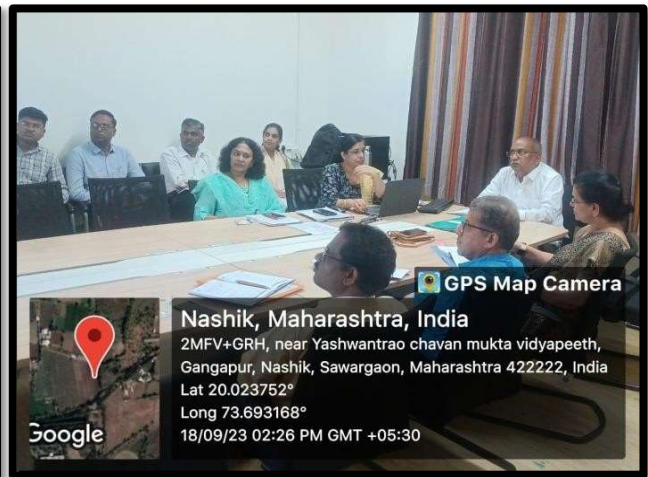 GPS Map Camera
Nashik, Maharashtra, India
2MFV+GRH, near Yashwantrao chavan mukta vidyapeeth,
Gangapur, Nashik, Sawargaon, Maharashtra 422222, India
Lat 20.023752°
Long 73.693168°
18/09/23 02:26 PM GMT +05:30
Google